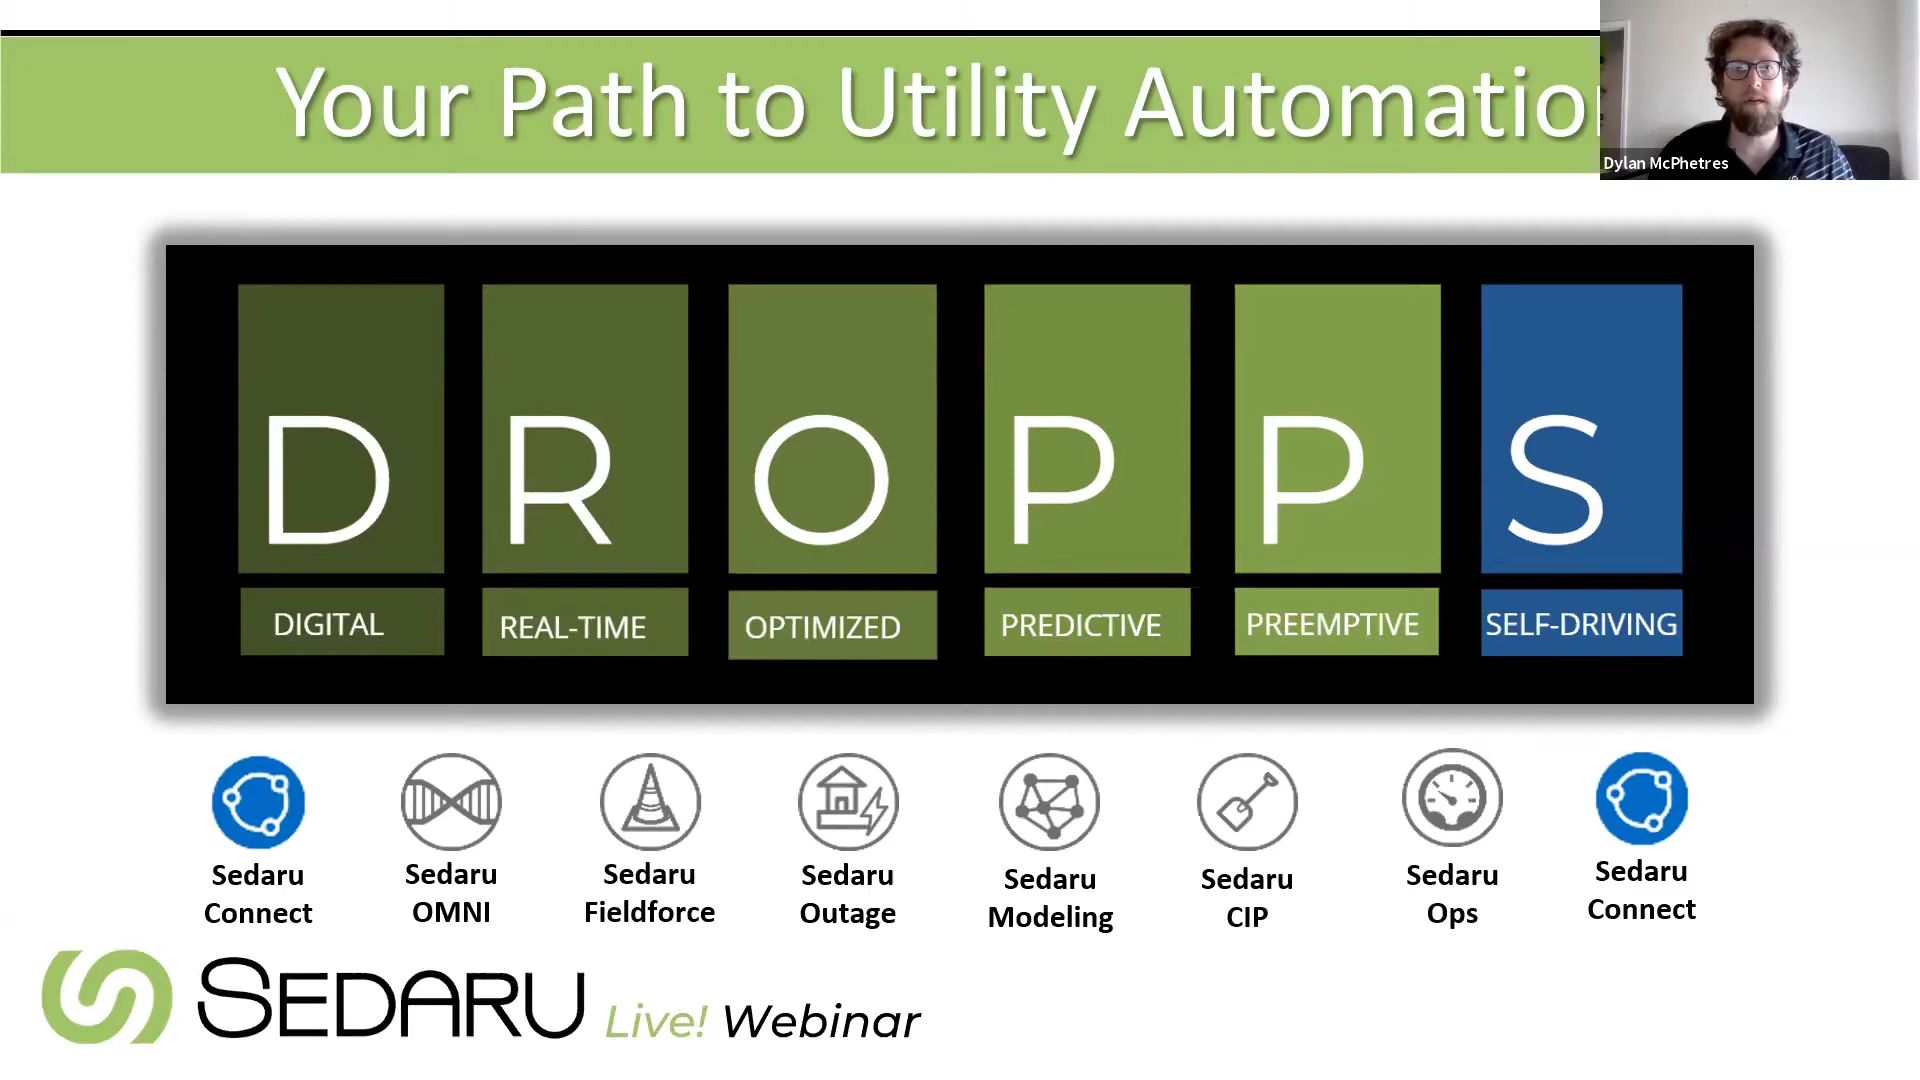 Your Path to Utility Automatio
Dylan McPhetres
D R O P P S
DIGITAL REAL-TIME OPTIMIZED PREDICTIVE PREEMPTIVE SELF-DRIVING
Sedaru
Connect
Sedaru
OMNI
Sedaru
Fieldforce
Sedaru
Outage
Sedaru
Modeling
Sedaru
CIP
Sedaru
Ops
Sedaru
Connect
SEDARU Live! Webinar